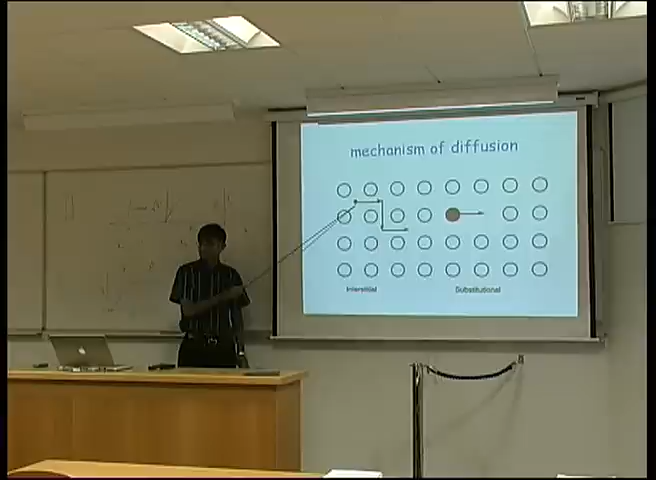 mechanism of diffusion
Interstitial
Substitutional